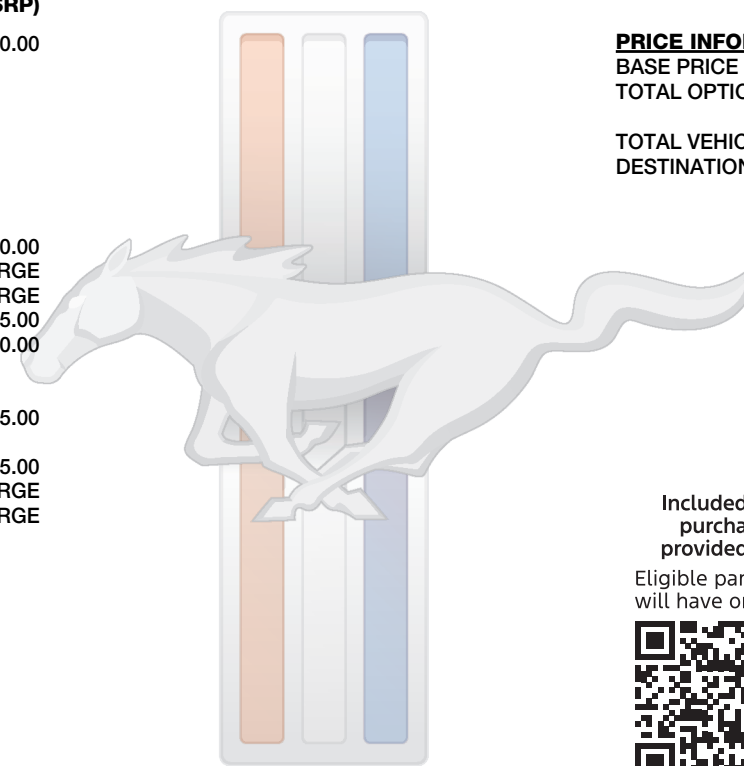 SRP)
0.00
0.00
RGE
RGE
5.00
0.00
5.00
5.00
RGE
RGE
PRICE INFO
BASE PRICE
TOTAL OPTIO
TOTAL VEHIC
DESTINATION
Included
purcha
provided
Eligible par
will have o